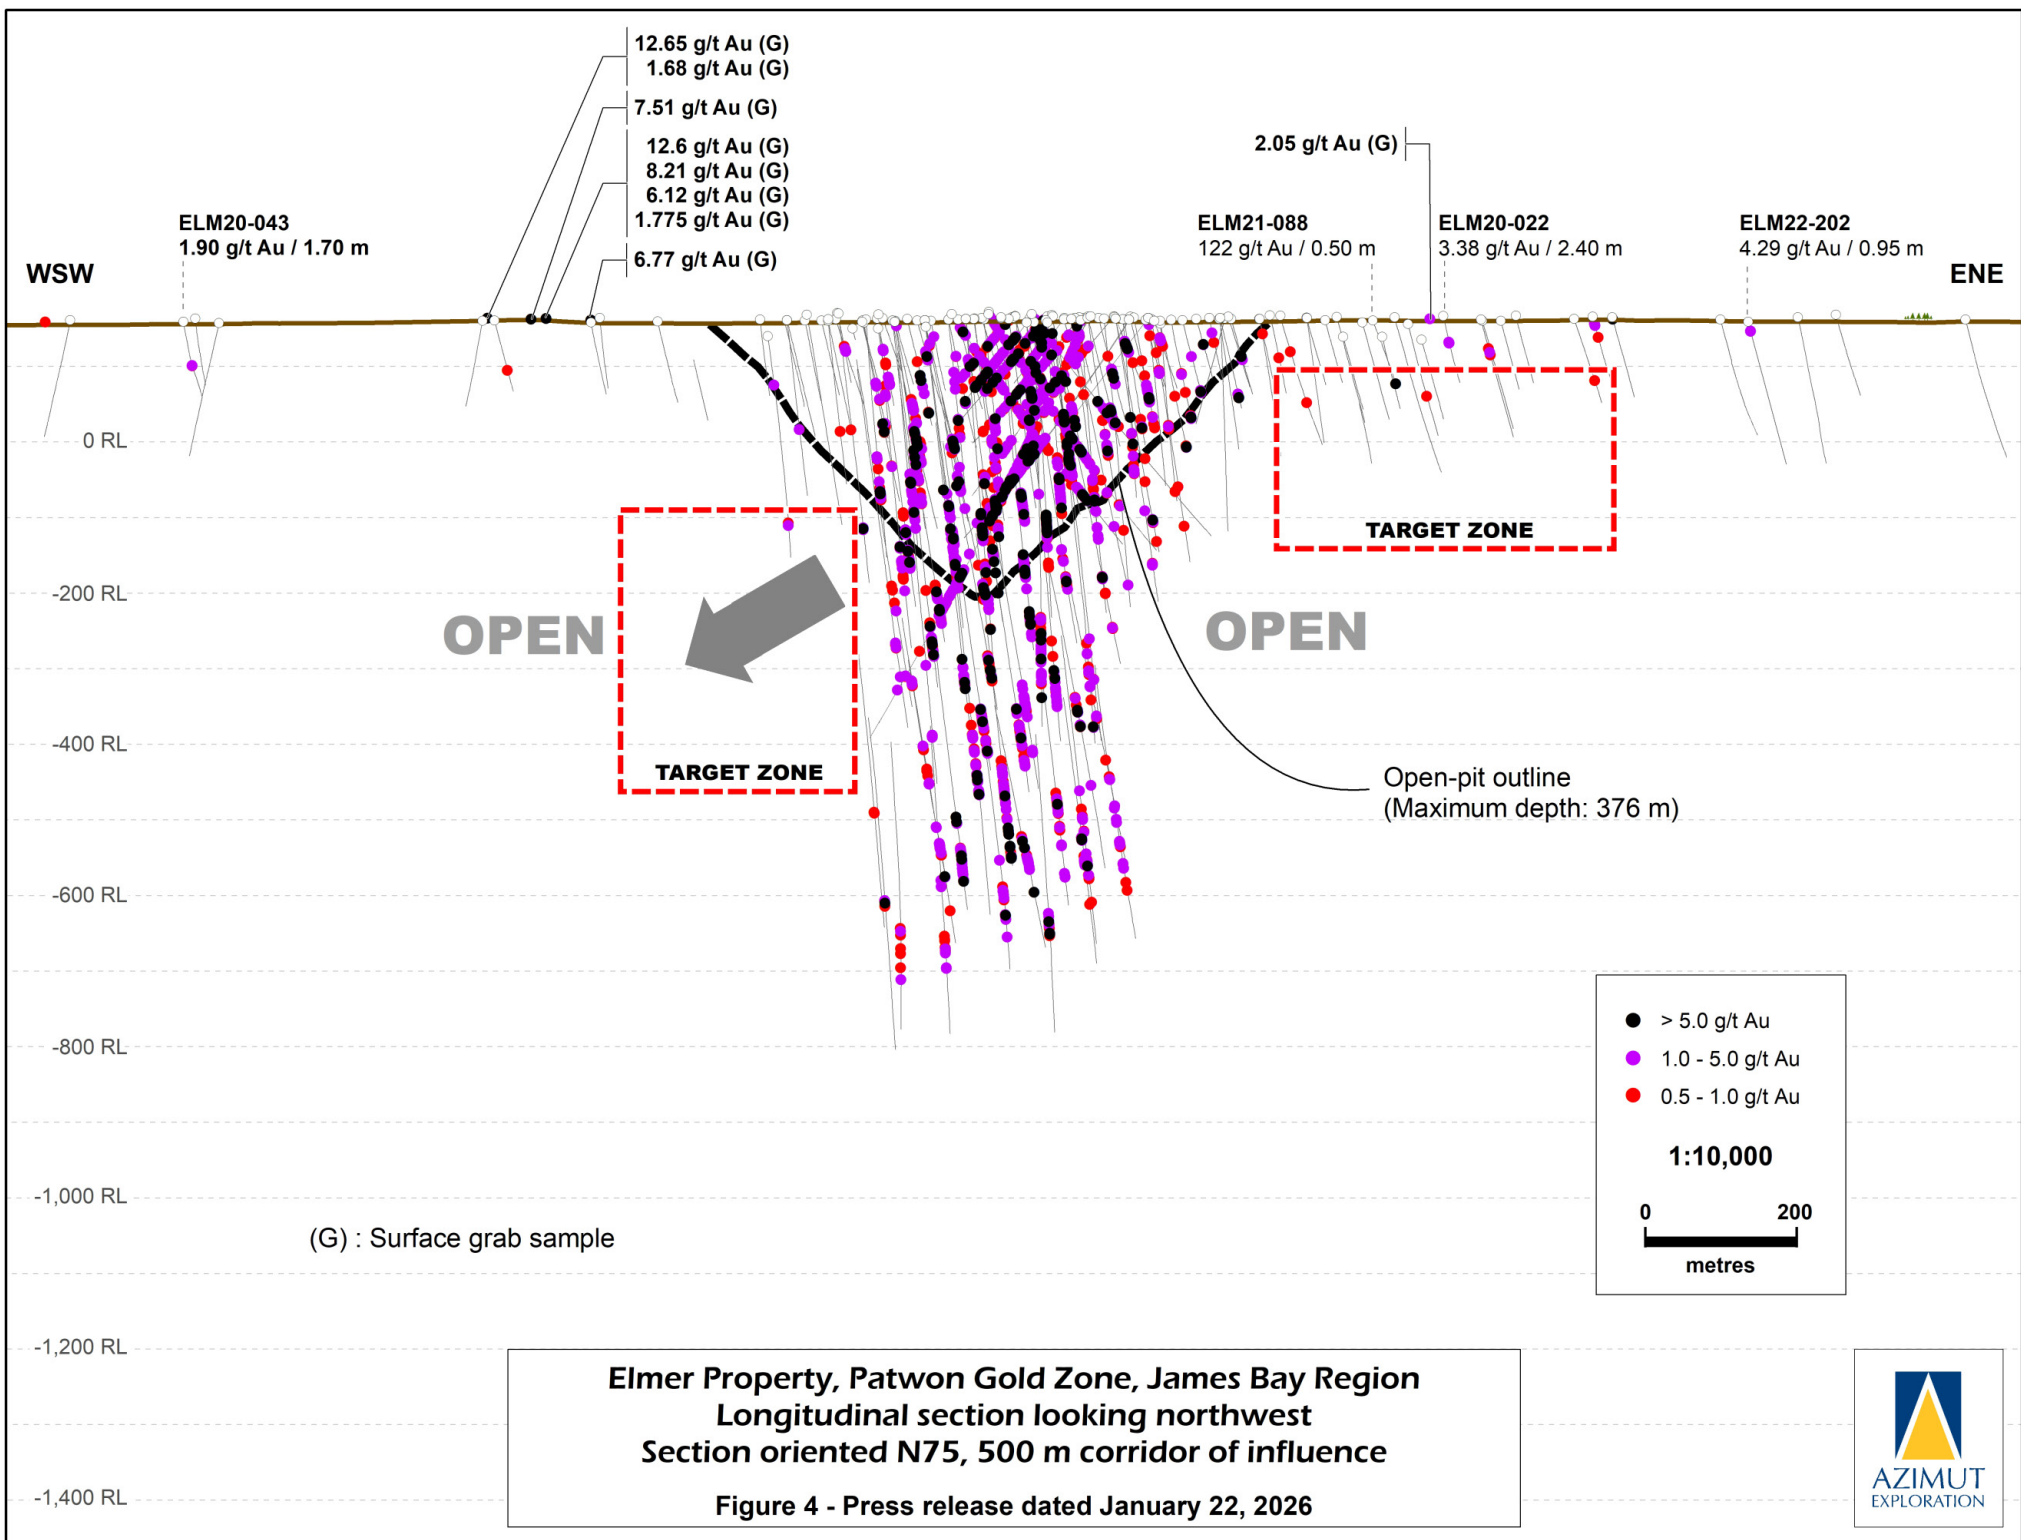 12.65 g/t Au (G)
1.68 g/t Au (G)
7.51 g/t Au (G)
12.6 g/t Au (G)
8.21 g/t Au (G)
6.12 g/t Au (G)
1.775 g/t Au (G)
6.77 g/t Au (G)
2.05 g/t Au (G)
ELM20-043
1.90 g/t Au / 1.70 m
ELM21-088
122 g/t Au / 0.50 m
ELM20-022
3.38 g/t Au / 2.40 m
ELM22-202
4.29 g/t Au / 0.95 m
WSW
ENE
0 RL
-200 RL
-400 RL
-600 RL
-800 RL
-1,000 RL
-1,200 RL
-1,400 RL
TARGET ZONE
OPEN
OPEN
TARGET ZONE
Open-pit outline
(Maximum depth: 376 m)
> 5.0 g/t Au
1.0 - 5.0 g/t Au
0.5 - 1.0 g/t Au
1:10,000
0 200
metres
(G) : Surface grab sample
Elmer Property, Patwon Gold Zone, James Bay Region
Longitudinal section looking northwest
Section oriented N75, 500 m corridor of influence
Figure 4 - Press release dated January 22, 2026
AZIMUT
EXPLORATION